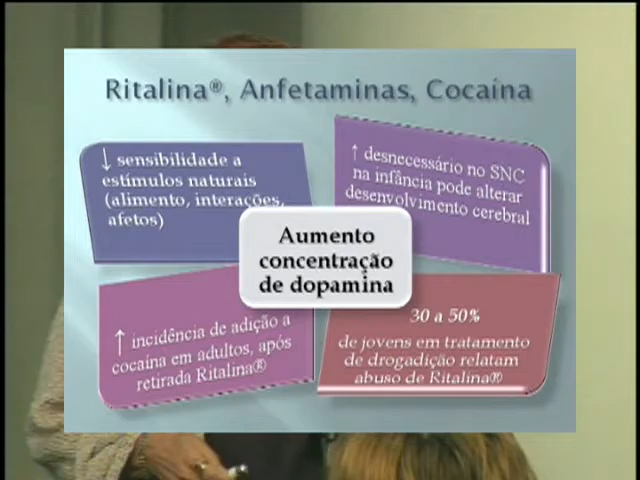 Ritalina®, Anfetaminas, Cocaína
↓ sensibilidade a
estímulos naturais
(alimento, interações,
afetos)
↑ desnecessário no SNC
na infância pode alterar
desenvolvimento cerebral
Aumento
concentração
de dopamina
↑ incidência de adição a
cocaína em adultos, após
retirada Ritalina®
30 a 50%
de jovens em tratamento
de drogadição relatam
abuso de Ritalina®